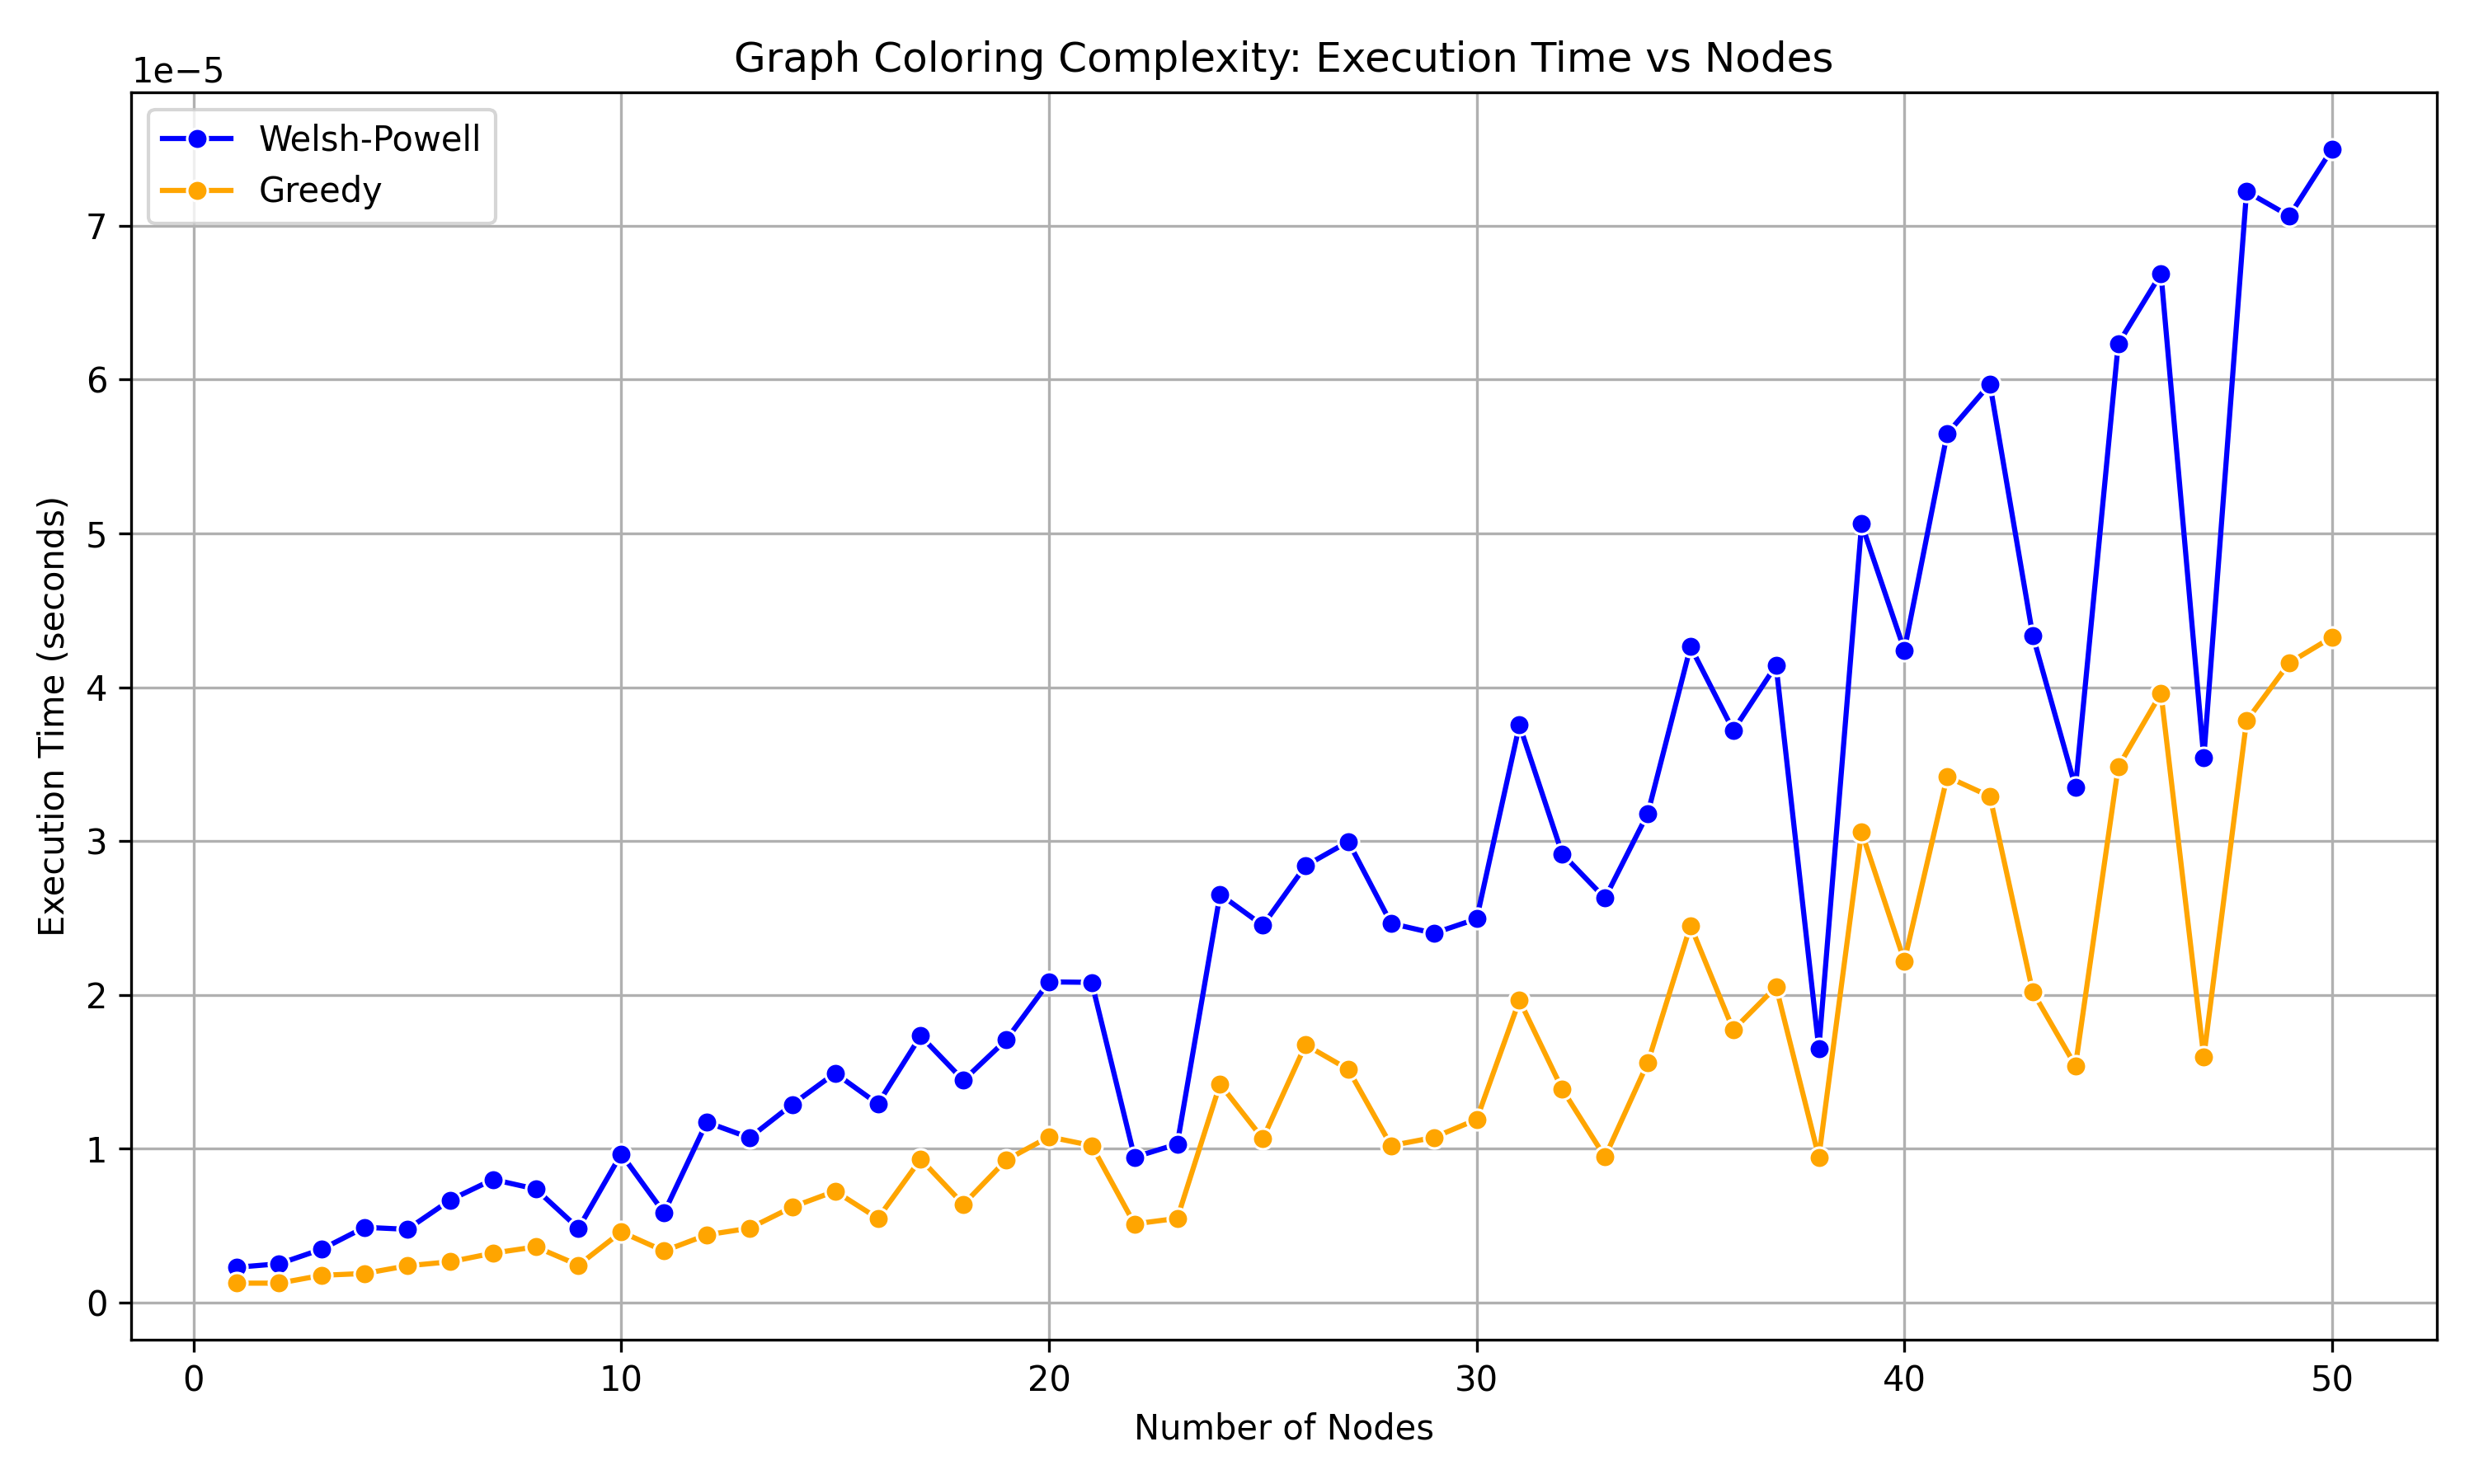 Graph Coloring Complexity: Execution Time vs Nodes
1e−5
Welsh-Powell
Greedy
7
6
5
4
3
2
1
0
Execution Time (seconds)
0 10 20 30 40 50
Number of Nodes